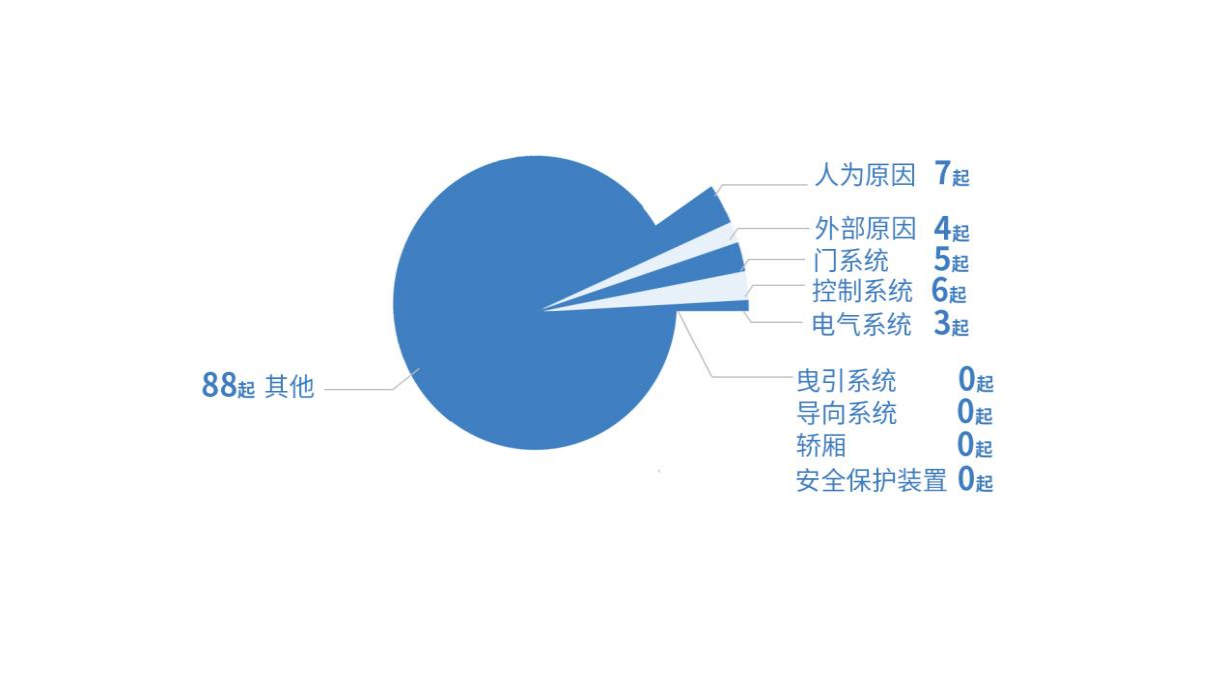 人为原因 7起
外部原因 4起
门系统 5起
控制系统 6起
电气系统 3起
88起 其他
曳引系统 0起
导向系统 0起
轿厢 0起
安全保护装置 0起